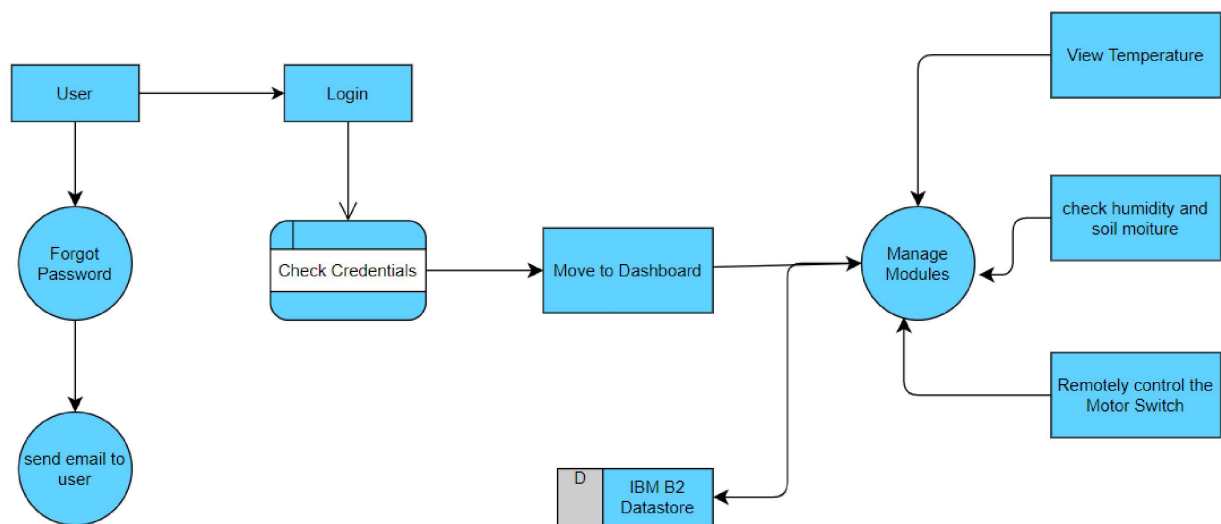 User
Login
View Temperature
Forgot
Password
Check Credentials
Move to Dashboard
Manage
Modules
check humidity and
soil moiture
Remotely control the
Motor Switch
send email to
user
D
IBM B2
Datastore